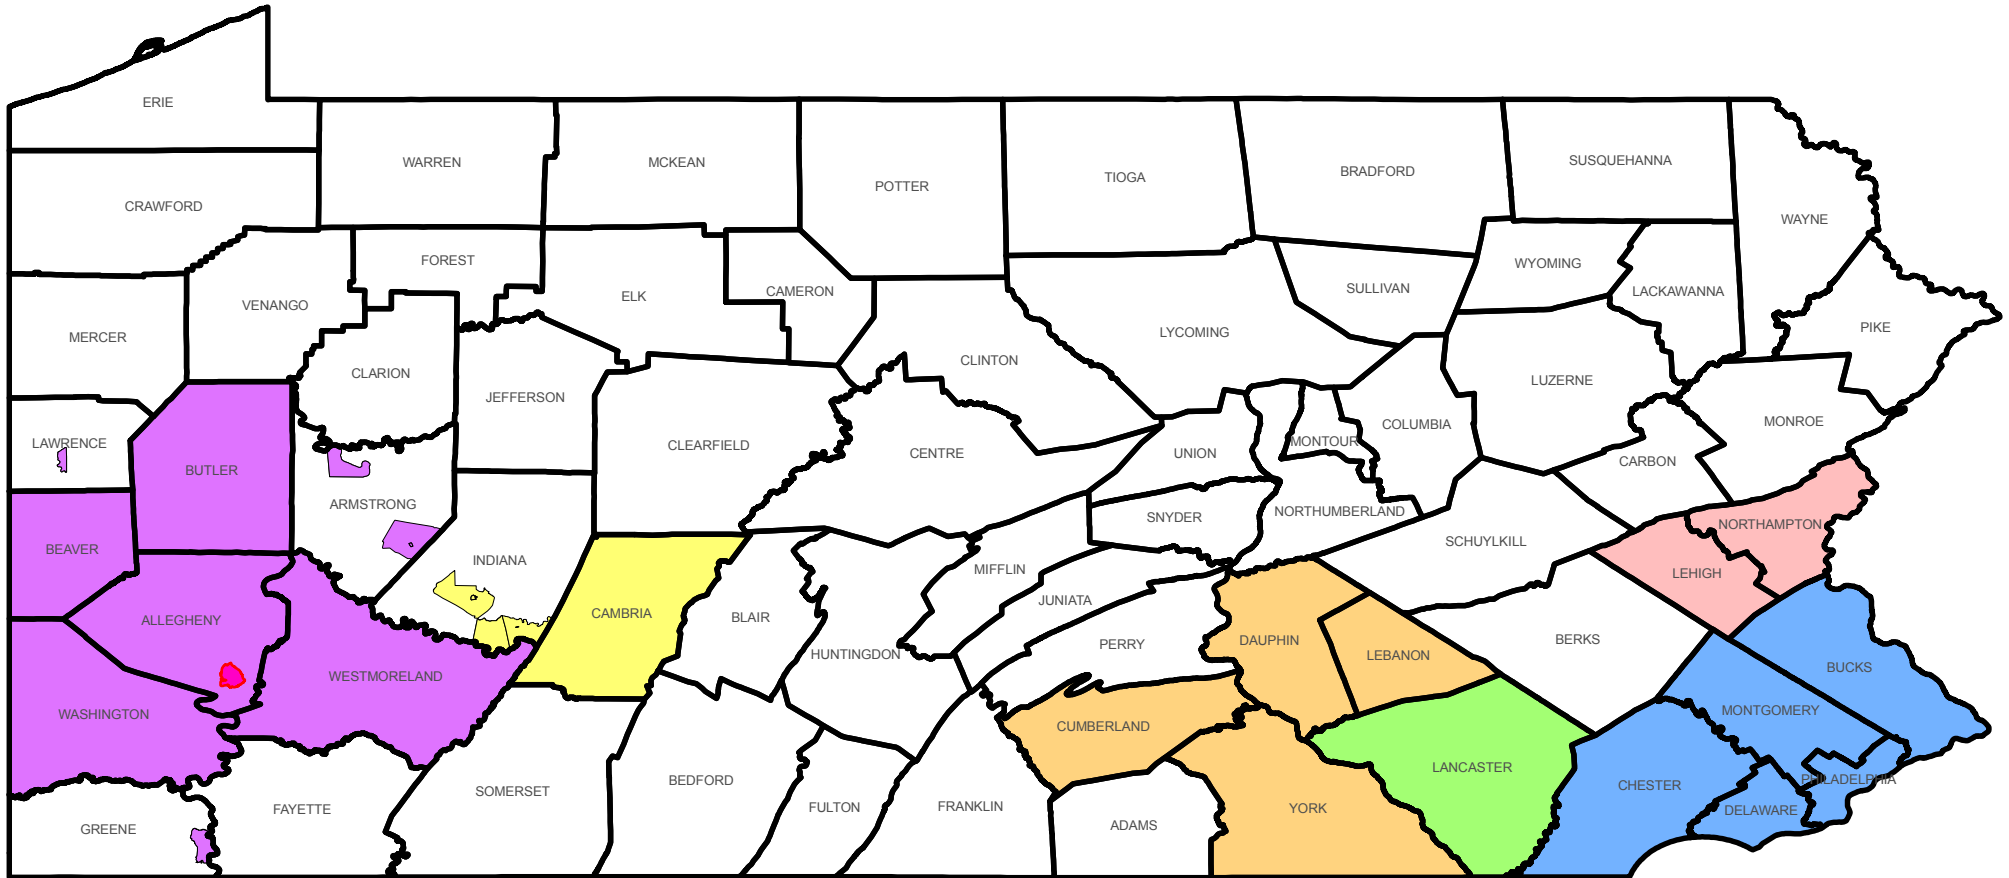 ERIE
WARREN
MCKEAN
SUSQUEHANNA
BRADFORD
TIOGA
POTTER
CRAWFORD
WAYNE
FOREST
WYOMING
SULLIVAN
LACKAWANNA
CAMERON
ELK
VENANGO
PIKE
LYCOMING
MERCER
CLINTON
CLARION
LUZERNE
JEFFERSON
MONROE
COLUMBIA
MONTOUR
LAWRENCE
CLEARFIELD
CENTRE
UNION
CARBON
BUTLER
ARMSTRONG
NORTHUMBERLAND
SNYDER
NORTHAMPTON
SCHUYLKILL
BEAVER
INDIANA
MIFFLIN
LEHIGH
JUNIATA
CAMBRIA
BLAIR
ALLEGHENY
BERKS
DAUPHIN
PERRY
HUNTINGDON
LEBANON
BUCKS
WESTMORELAND
MONTGOMERY
WASHINGTON
CUMBERLAND
LANCASTER
BEDFORD
PHILADELPHIA
CHESTER
SOMERSET
FULTON
FRANKLIN
YORK
FAYETTE
DELAWARE
ADAMS
GREENE